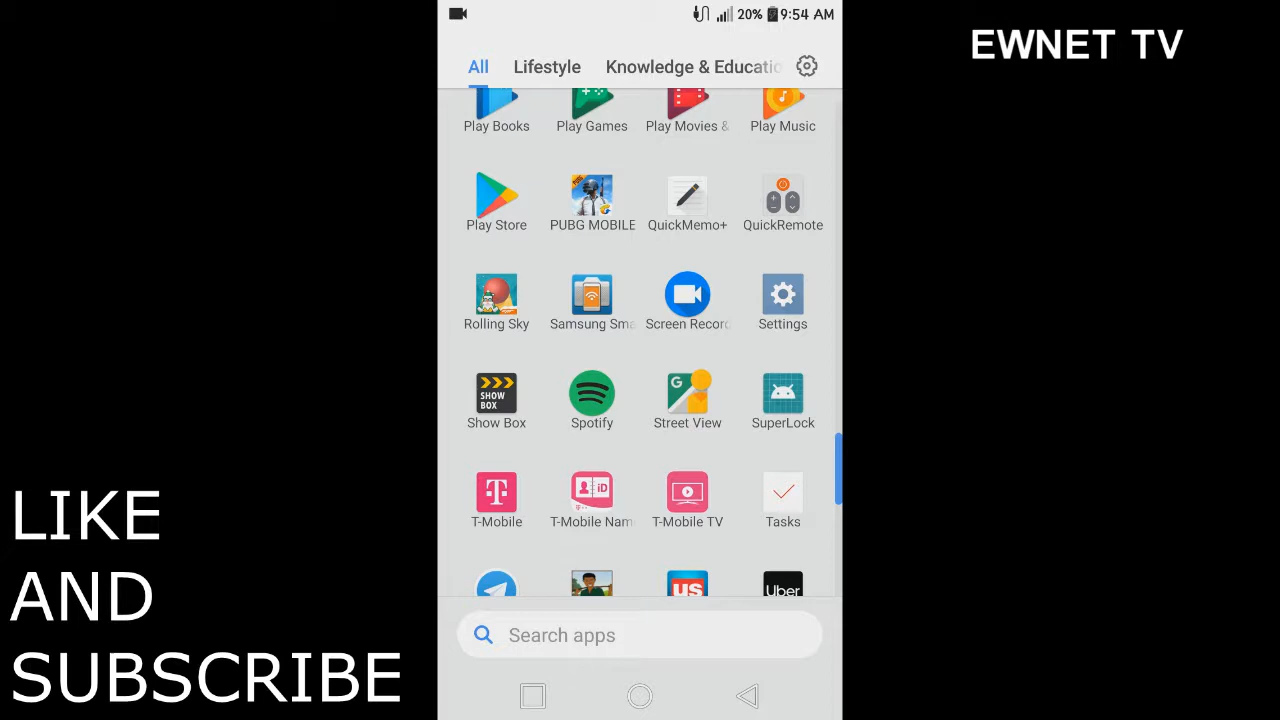 20% 9:54 AM
EWNET TV
All Lifestyle Knowledge & Educatio
Play Books Play Games Play Movies & Play Music
Play Store PUBG MOBILE QuickMemo+ QuickRemote
Rolling Sky Samsung Sma Screen Record Settings
SHOW
BOX
Show Box Spotify Street View SuperLock
T-Mobile T-Mobile Nam T-Mobile TV Tasks
US Uber
Search apps
LIKE
AND
SUBSCRIBE